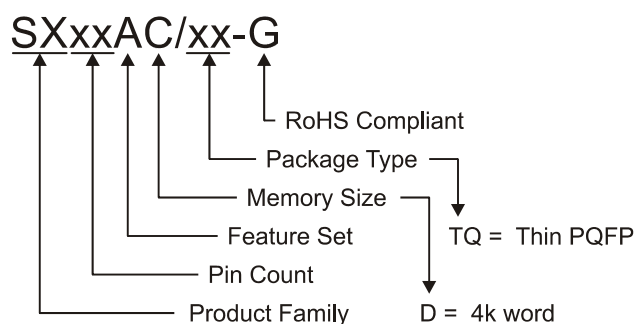 SXxxAC/xx-G
RoHS Compliant
Package Type
Memory Size
Feature Set
TQ = Thin PQFP
Pin Count
Product Family
D = 4k word